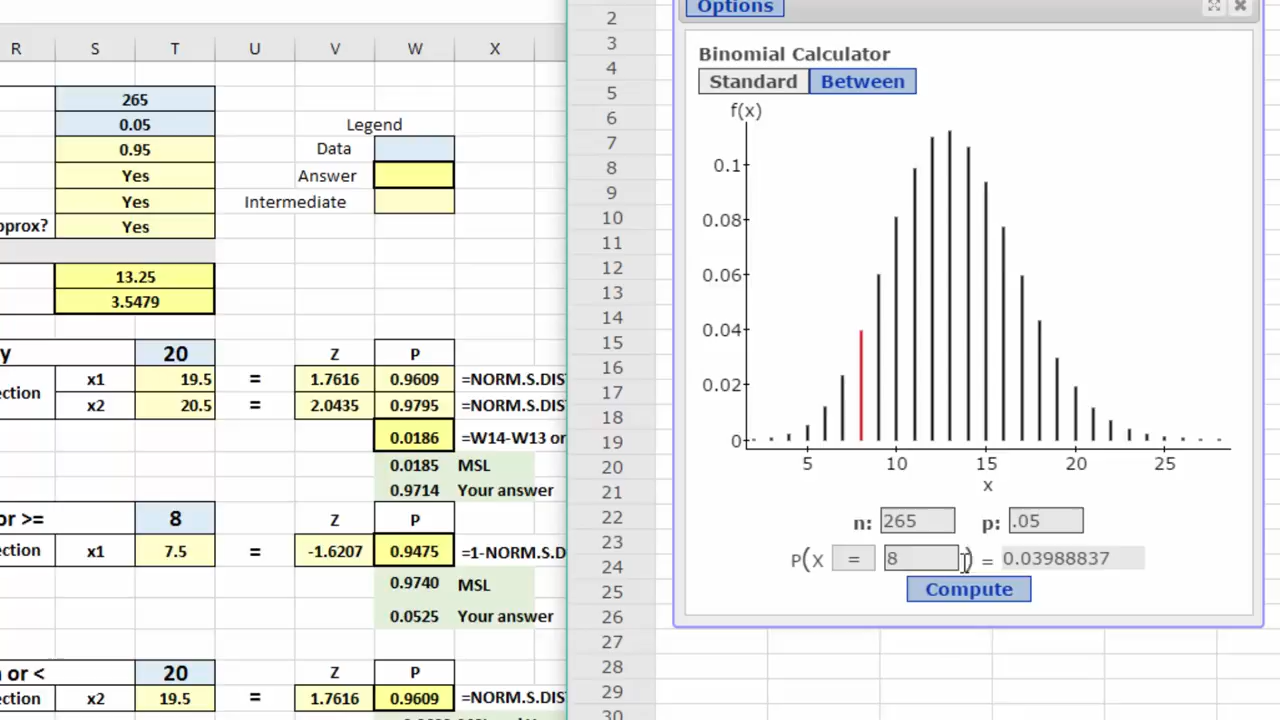 R S T U V W X
265
0.05
Legend
0.95
Data
Yes
Answer
Yes
Intermediate
pprox? Yes
13.25
3.5479
y 20 Z P
ection x1 19.5 = 1.7616 0.9609 =NORM.S.DIS
x2 20.5 = 2.0435 0.9795 =NORM.S.DIS
0.0186 =W14-W13 or
0.0185 MSL
0.9714 Your answer
or >= 8 Z P
ection x1 7.5 = -1.6207 0.9475 =1-NORM.S.D
0.9740 MSL
0.0525 Your answer
n or < 20 Z P
ection x2 19.5 = 1.7616 0.9609 =NORM.S.DIS
2
3
4
5
6
7
8
9
10
11
12
13
14
15
16
17
18
19
20
21
22
23
24
25
26
27
28
29
30
Options
Binomial Calculator
Standard Between
f(x)
0.1
0.08
0.06
0.04
0.02
0
5 10 15 20 25
x
n: 265 p: .05
P(X = 8 ) = 0.03988837
Compute